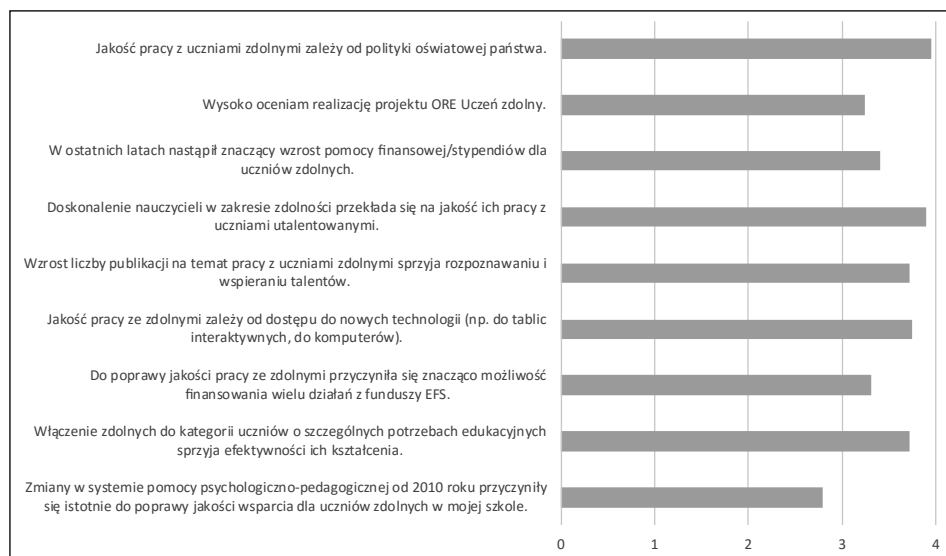 Jakość pracy z uczniami zdolnymi zależy od polityki oświatowej państwa.
Wysoko oceniam realizację projektu ORE Uczeń zdolny.
W ostatnich latach nastąpił znaczący wzrost pomocy finansowej/stypendiów dla
uczniów zdolnych.
Doskonalenie nauczycieli w zakresie zdolności przekłada się na jakość ich pracy z
uczniami utalentowanymi.
Wzrost liczby publikacji na temat pracy z uczniami zdolnymi sprzyja rozpoznawaniu i
wspieraniu talentów.
Jakość pracy ze zdolnymi zależy od dostępu do nowych technologii (np. do tablic
interaktywnych, do komputerów).
Do poprawy jakości pracy ze zdolnymi przyczyniła się znacząco możliwość
finansowania wielu działań z funduszy EFS.
Włączenie zdolnych do kategorii uczniów o szczególnych potrzebach edukacyjnych
sprzyja efektywności ich kształcenia.
Zmiany w systemie pomocy psychologiczno-pedagogicznej od 2010 roku przyczyniły
się istotnie do poprawy jakości wsparcia dla uczniów zdolnych w mojej szkole.
0 1 2 3 4